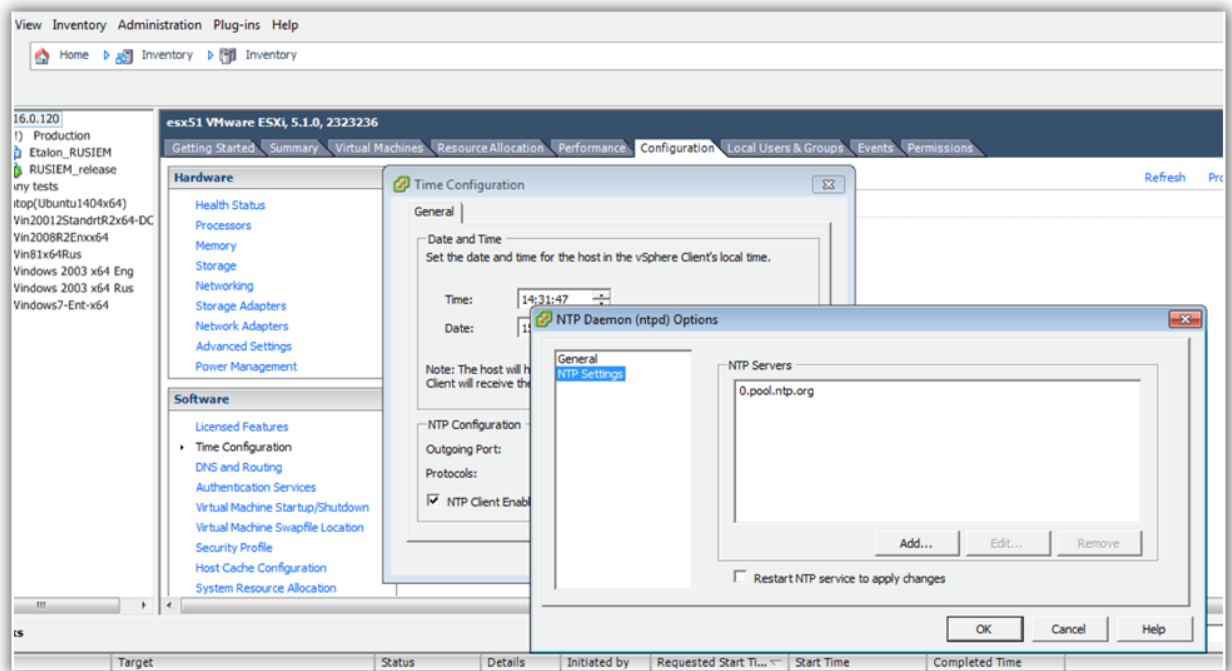 View Inventory Administration Plug-ins Help
Home Inventory Inventory
16.0.120
Production
Etalon_RUSIEM
RUSIEM_release
any tests
ntop(Ubuntu1404x64)
Win20012StandrtR2x64-DC
Win2008R2Enxx64
Win81x64Rus
Windows 2003 x64 Eng
Windows 2003 x64 Rus
Windows7-Ent-x64
esx51 VMware ESXi, 5.1.0, 2323236
Getting Started Summary Virtual Machines Resource Allocation Performance Configuration Local Users & Groups Events Permissions
Hardware
Health Status
Processors
Memory
Storage
Networking
Storage Adapters
Network Adapters
Advanced Settings
Power Management
Software
Licensed Features
Time Configuration
DNS and Routing
Authentication Services
Virtual Machine Startup/Shutdown
Virtual Machine Swapfile Location
Security Profile
Host Cache Configuration
System Resource Allocation
Refresh
Time Configuration
General
Date and Time
Set the date and time for the host in the vSphere Client's local time.
Time: 14:31:47
Date:
Note: The host will h
Client will receive the
NTP Configuration
Outgoing Port:
Protocols:
NTP Client Enabl
NTP Daemon (ntpd) Options
General
NTP Settings
NTP Servers
0.pool.ntp.org
Add... Edit... Remove
Restart NTP service to apply changes
OK Cancel Help
Target Status Details Initiated by Requested Start Ti... Start Time Completed Time